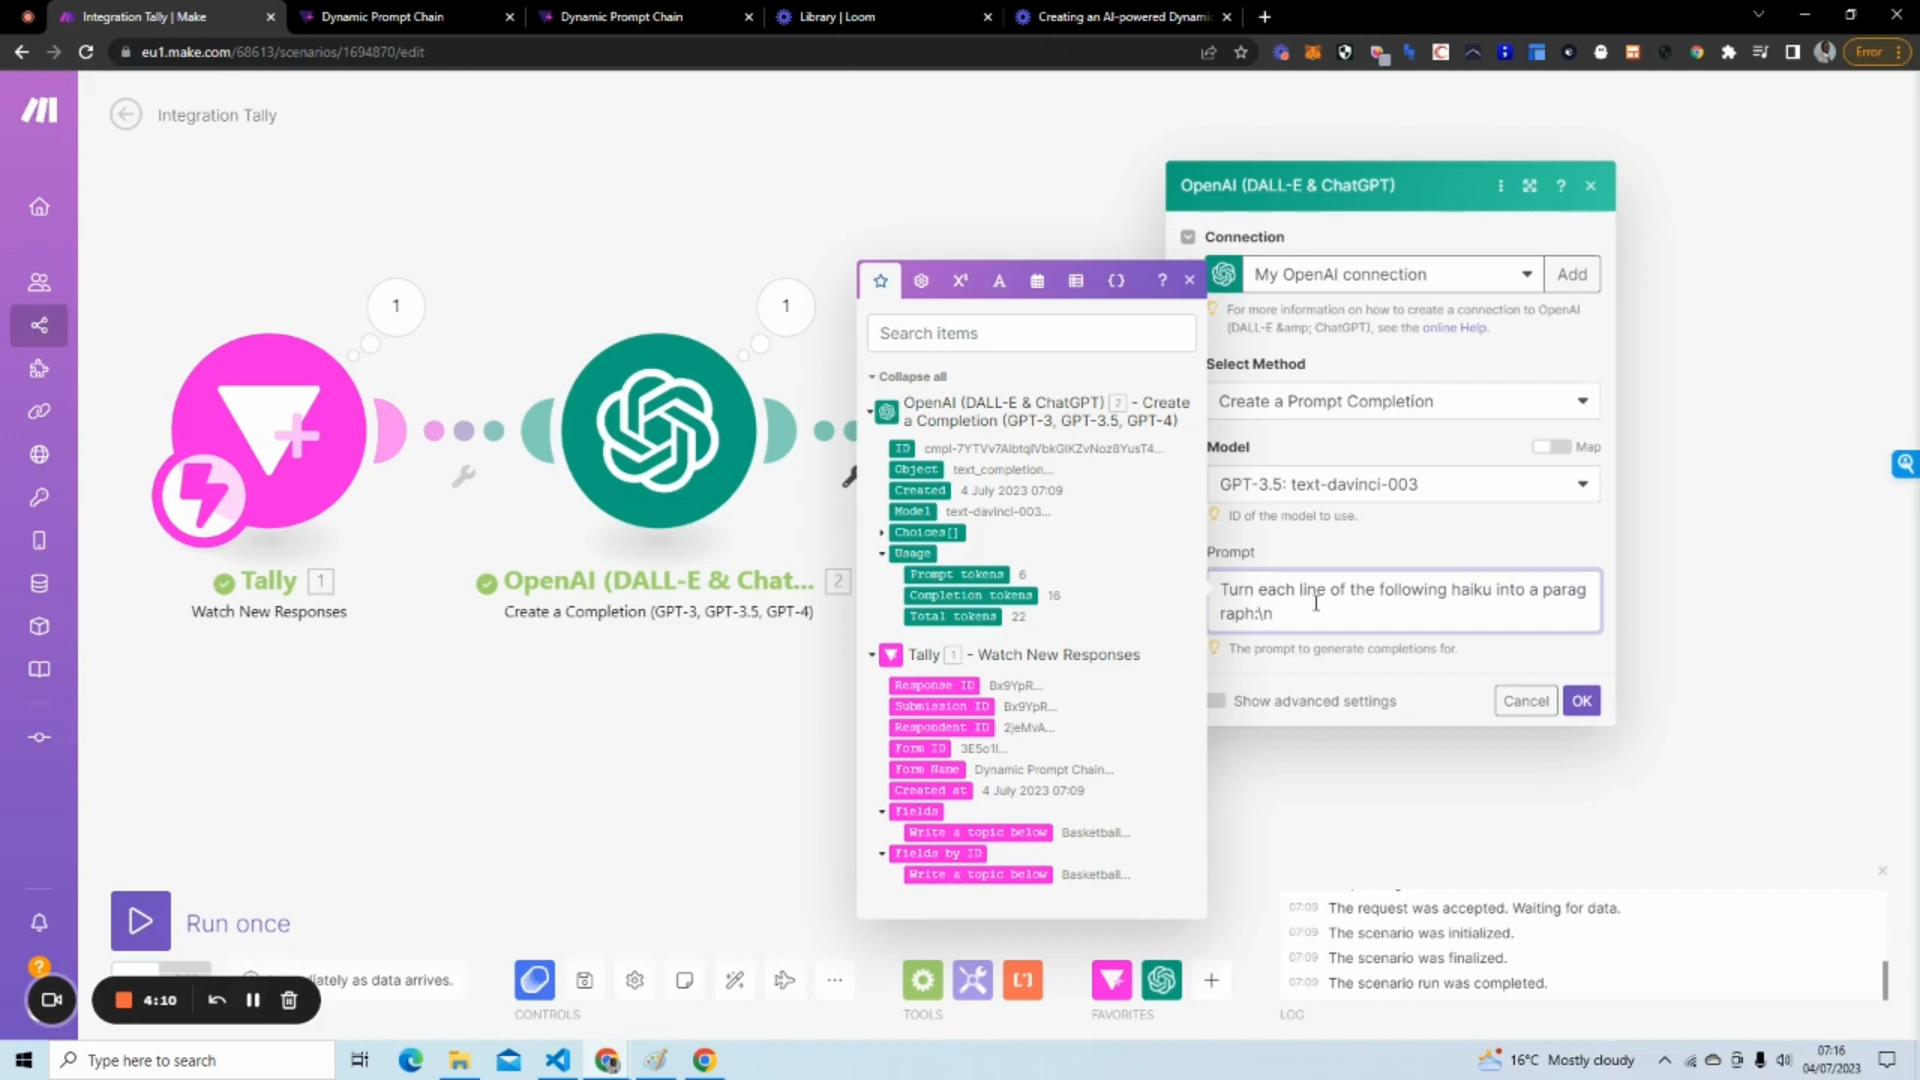 Integration Tally | Make
Dynamic Prompt Chain
Dynamic Prompt Chain
Library | Loom
Creating an AI-powered Dynami
eu1.make.com/68613/scenarios/1694870/edit
Error
Integration Tally
1
1
Tally 1
Watch New Responses
OpenAI (DALL-E & Chat... 2
Create a Completion (GPT-3, GPT-3.5, GPT-4)
Search items
Collapse all
OpenAI (DALL-E & ChatGPT) 2 - Create
a Completion (GPT-3, GPT-3.5, GPT-4)
ID
Object text_completion...
Created 4 July 2023 07:09
Model text-davinci-003...
Choices[]
Usage
Prompt tokens 6
Completion tokens 16
Total tokens 22
Tally 1 - Watch New Responses
Response ID Bx9YpR...
Submission ID Bx9YpR...
Respondent ID 2jeMvA...
Form ID
Form Name Dynamic Prompt Chain...
Created at 4 July 2023 07:09
Fields
Write a topic below Basketball...
Fields by ID
Write a topic below Basketball...
OpenAI (DALL-E & ChatGPT)
Connection
My OpenAI connection
Add
For more information on how to create a connection to OpenAI
(DALL-E &amp; ChatGPT), see the online Help.
Select Method
Create a Prompt Completion
Model
Map
GPT-3.5: text-davinci-003
ID of the model to use.
Prompt
Turn each line of the following haiku into a parag
raph:\n
The prompt to generate completions for.
Show advanced settings
Cancel
OK
Run once
diately as data arrives.
4:10
CONTROLS
TOOLS
FAVORITES
LOG
07:09 The request was accepted. Waiting for data.
07:09 The scenario was initialized.
07:09 The scenario was finalized.
07:09 The scenario run was completed.
Type here to search
16°C Mostly cloudy
07:16
04/07/2023